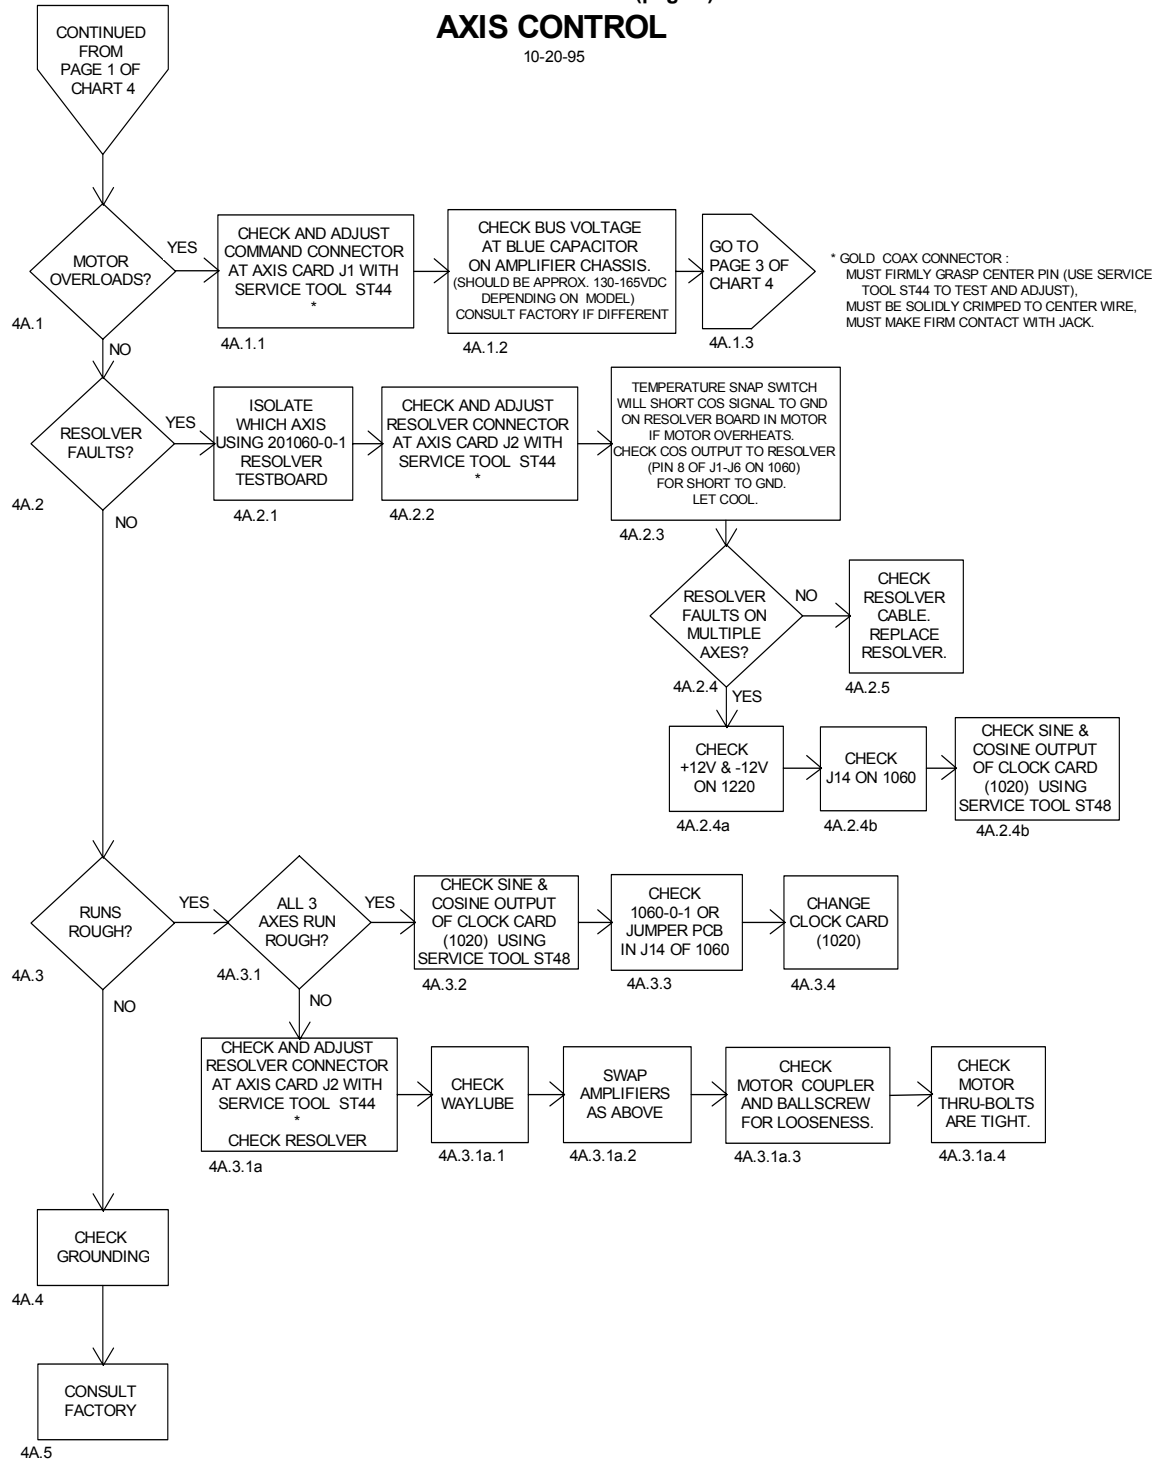 AXIS CONTROL
10-20-95
CONTINUED
FROM
PAGE 1 OF
CHART 4
MOTOR
OVERLOADS?
4A.1
YES
NO
CHECK AND ADJUST
COMMAND CONNECTOR
AT AXIS CARD J1 WITH
SERVICE TOOL ST44
*
4A.1.1
CHECK BUS VOLTAGE
AT BLUE CAPACITOR
ON AMPLIFIER CHASSIS.
(SHOULD BE APPROX. 130-165VDC
DEPENDING ON MODEL)
CONSULT FACTORY IF DIFFERENT
4A.1.2
GO TO
PAGE 3 OF
CHART 4
4A.1.3
* GOLD COAX CONNECTOR :
MUST FIRMLY GRASP CENTER PIN (USE SERVICE
TOOL ST44 TO TEST AND ADJUST),
MUST BE SOLIDLY CRIMPED TO CENTER WIRE,
MUST MAKE FIRM CONTACT WITH JACK.
RESOLVER
FAULTS?
4A.2
YES
NO
ISOLATE
WHICH AXIS
USING 201060-0-1
RESOLVER
TESTBOARD
4A.2.1
CHECK AND ADJUST
RESOLVER CONNECTOR
AT AXIS CARD J2 WITH
SERVICE TOOL ST44
*
4A.2.2
TEMPERATURE SNAP SWITCH
WILL SHORT COS SIGNAL TO GND
ON RESOLVER BOARD IN MOTOR
IF MOTOR OVERHEATS.
CHECK COS OUTPUT TO RESOLVER
(PIN 8 OF J1-J6 ON 1060)
FOR SHORT TO GND.
LET COOL.
4A.2.3
RESOLVER
FAULTS ON
MULTIPLE
AXES?
4A.2.4
NO
YES
CHECK
RESOLVER
CABLE.
REPLACE
RESOLVER.
4A.2.5
CHECK
+12V & -12V
ON 1220
4A.2.4a
CHECK
J14 ON 1060
4A.2.4b
CHECK SINE &
COSINE OUTPUT
OF CLOCK CARD
(1020) USING
SERVICE TOOL ST48
4A.2.4b
RUNS
ROUGH?
4A.3
YES
NO
ALL 3
AXES RUN
ROUGH?
4A.3.1
YES
NO
CHECK SINE &
COSINE OUTPUT
OF CLOCK CARD
(1020) USING
SERVICE TOOL ST48
4A.3.2
CHECK
1060-0-1 OR
JUMPER PCB
IN J14 OF 1060
4A.3.3
CHANGE
CLOCK CARD
(1020)
4A.3.4
CHECK AND ADJUST
RESOLVER CONNECTOR
AT AXIS CARD J2 WITH
SERVICE TOOL ST44
*
CHECK RESOLVER
4A.3.1a
CHECK
WAYLUBE
4A.3.1a.1
SWAP
AMPLIFIERS
AS ABOVE
4A.3.1a.2
CHECK
MOTOR COUPLER
AND BALLSCREW
FOR LOOSENESS.
4A.3.1a.3
CHECK
MOTOR
THRU-BOLTS
ARE TIGHT.
4A.3.1a.4
CHECK
GROUNDING
4A.4
CONSULT
FACTORY
4A.5